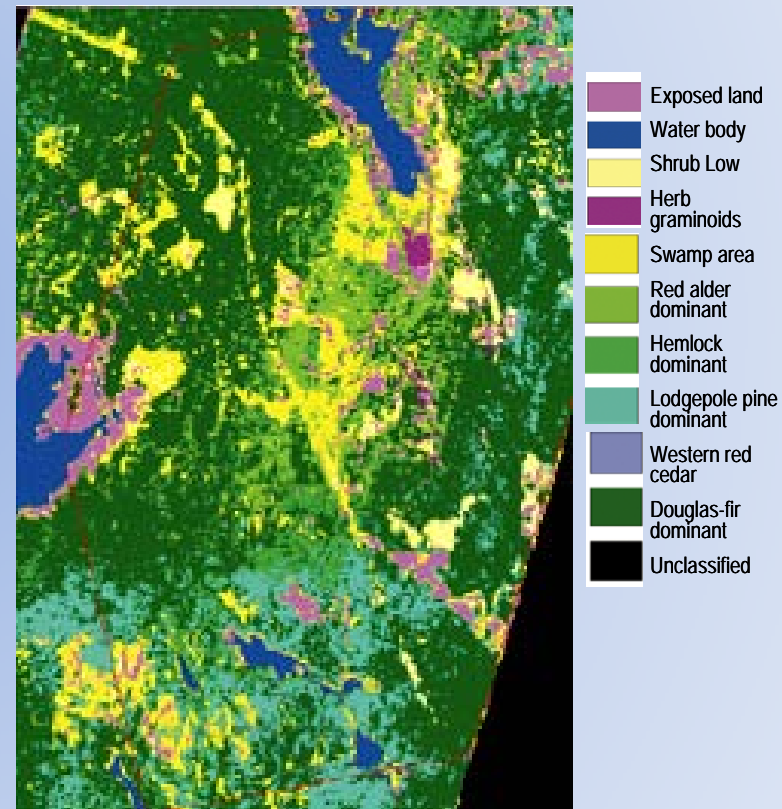 Exposed land
Water body
Shrub Low
Herb
graminoids
Swamp area
Red alder
dominant
Hemlock
dominant
Lodgepole pine
dominant
Western red
cedar
Douglas-fir
dominant
Unclassified